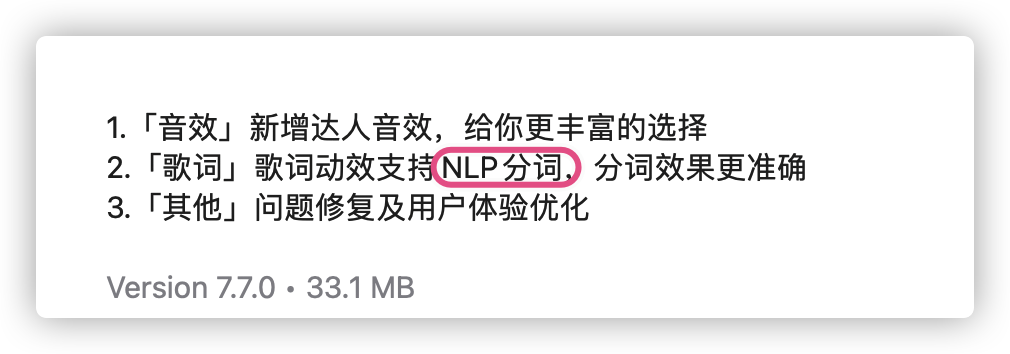 1.「音效」新增达人音效，给你更丰富的选择
2.「歌词」歌词动效支持NLP分词，分词效果更准确
3.「其他」问题修复及用户体验优化
Version 7.7.0 • 33.1 MB